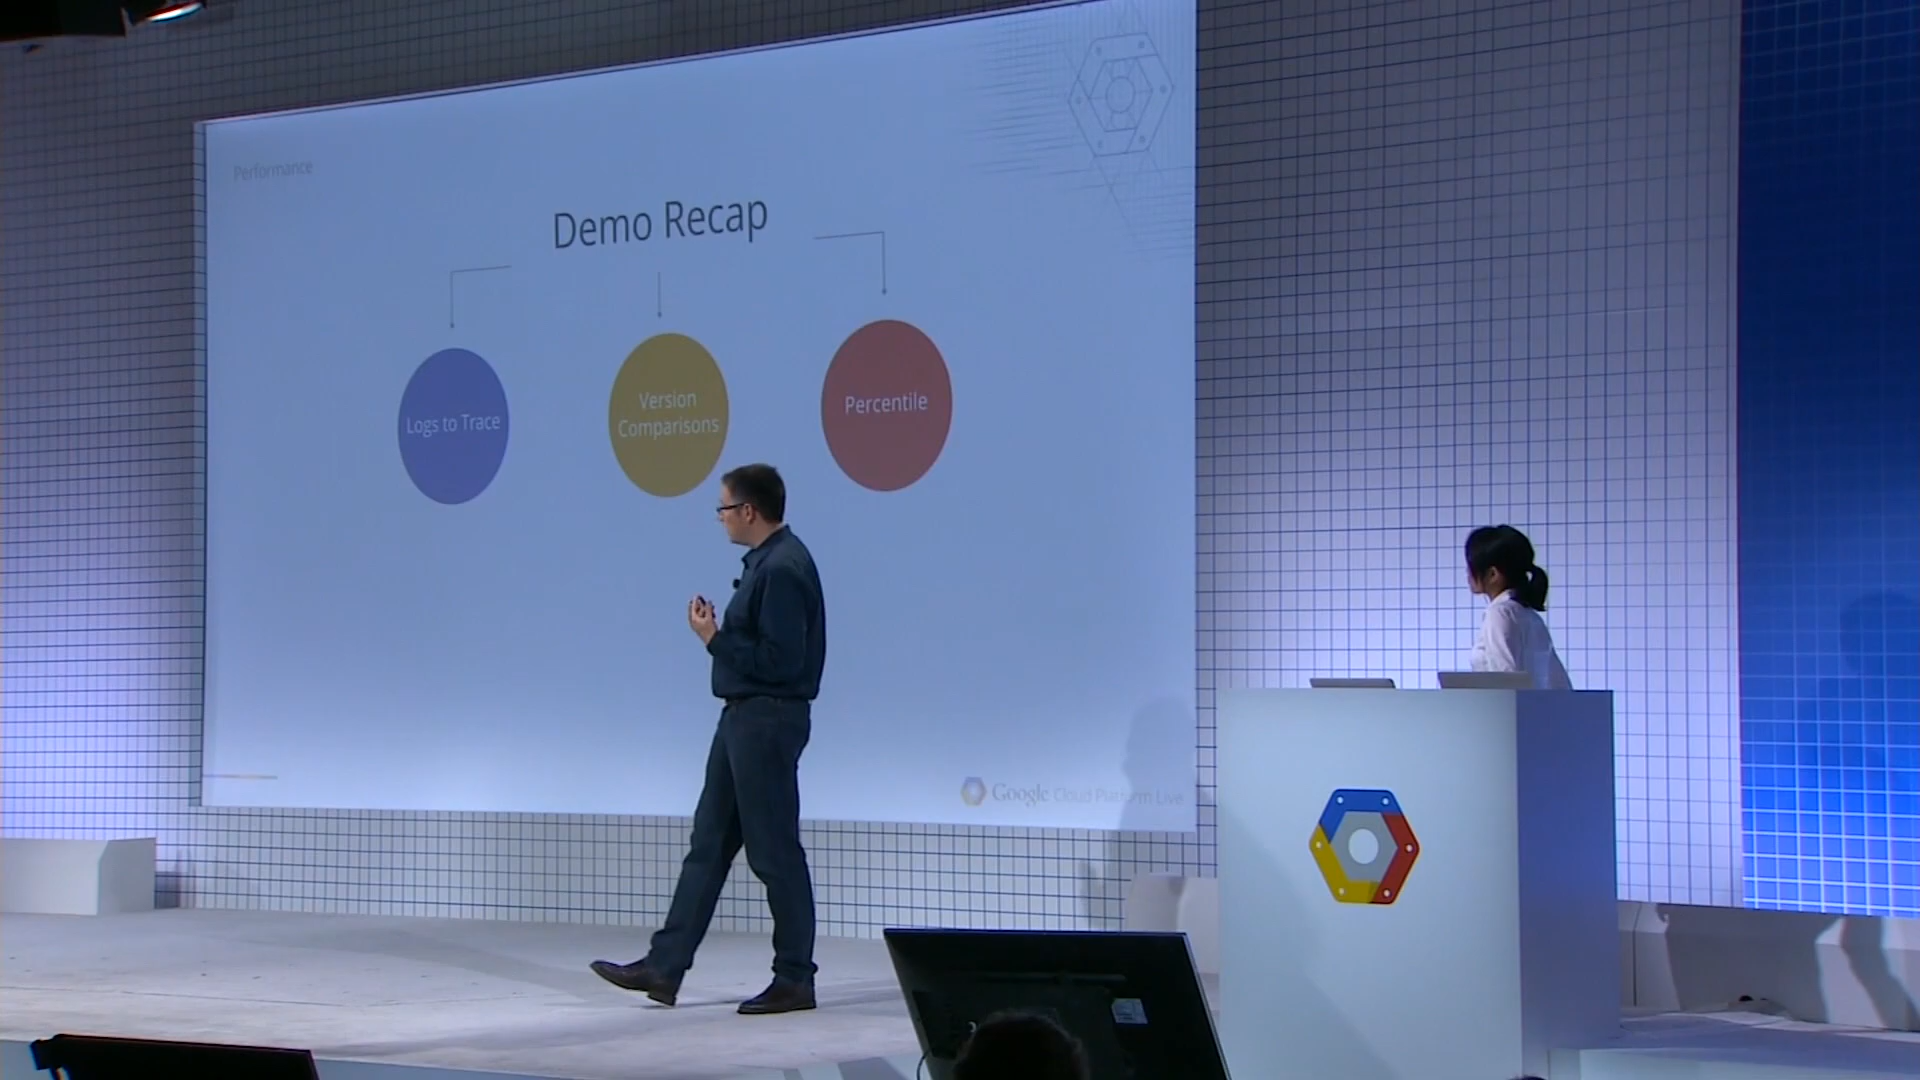 Performance
Demo Recap
Logs to Trace
Version
Comparisons
Percentile
Google Cloud Platform Live